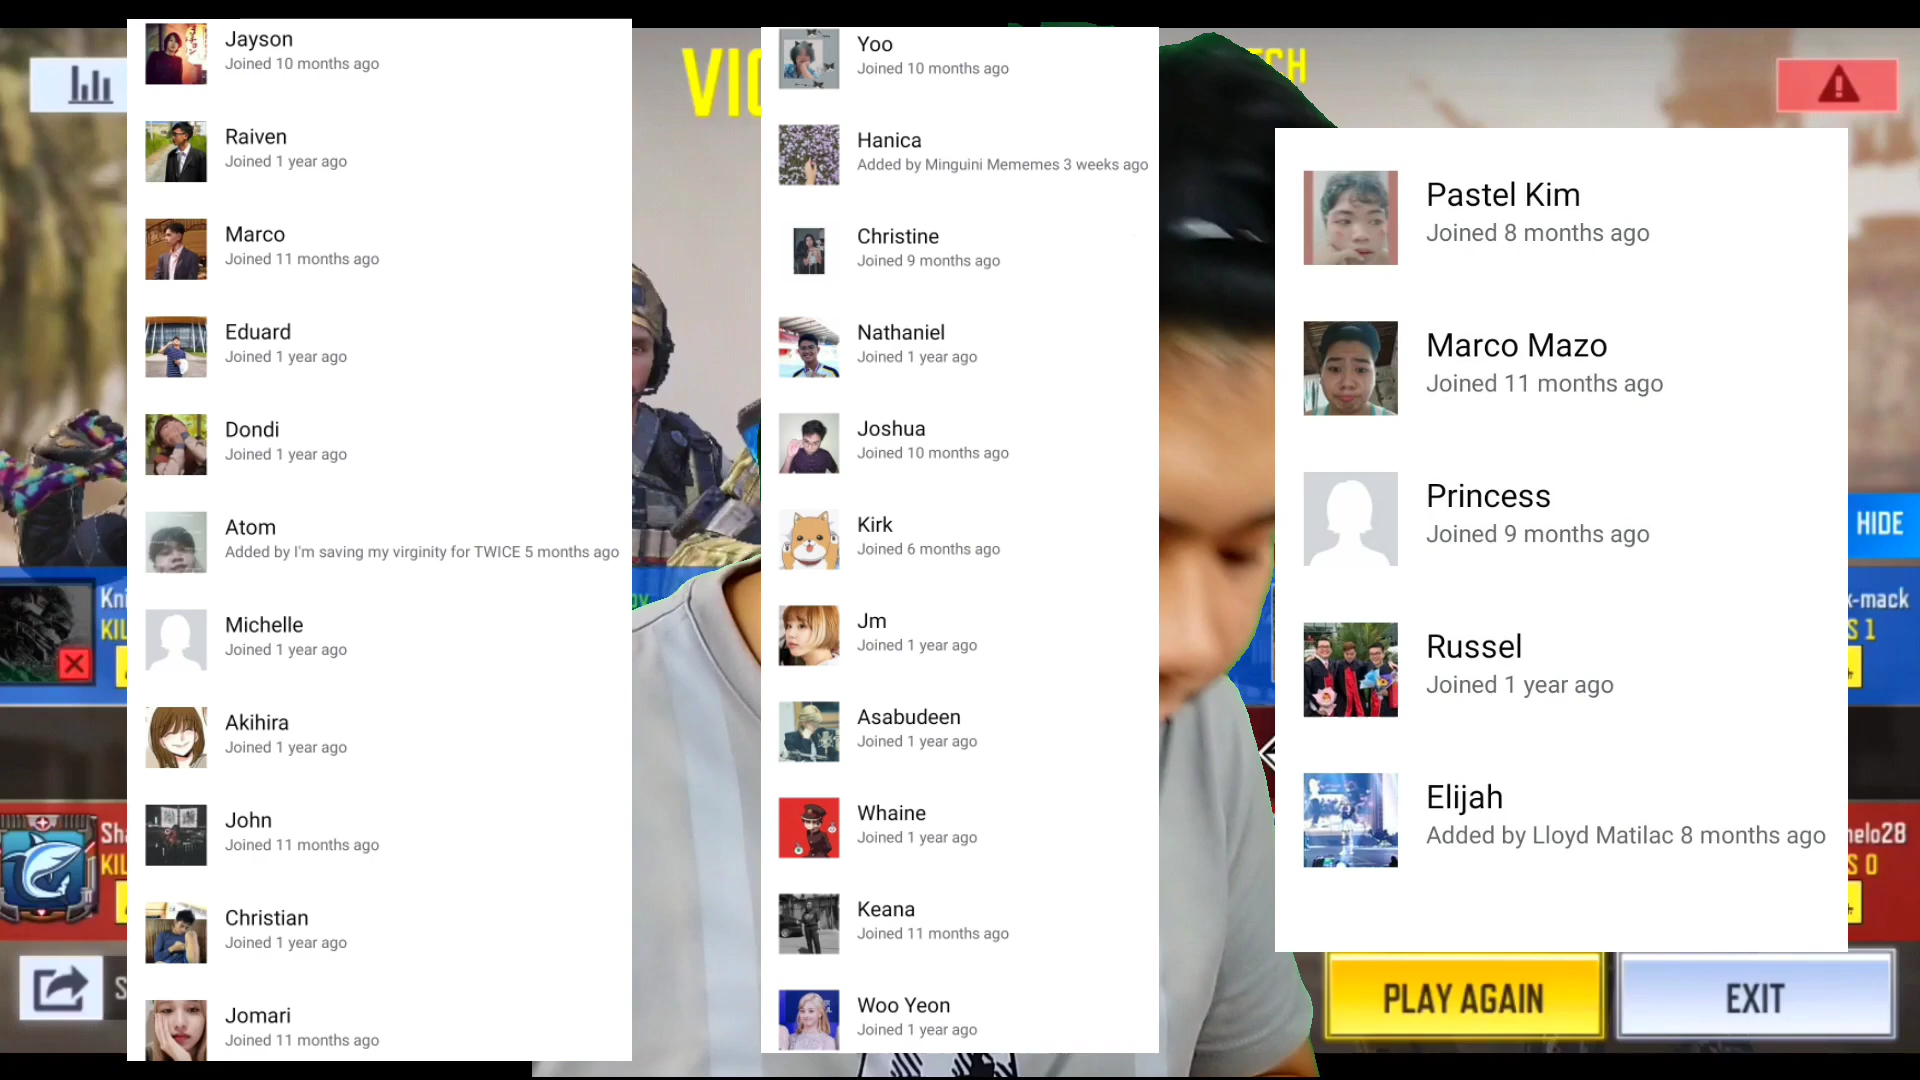 Jayson
Joined 10 months ago
Raiven
Joined 1 year ago
Marco
Joined 11 months ago
Eduard
Joined 1 year ago
Dondi
Joined 1 year ago
Atom
Added by I'm saving my virginity for TWICE 5 months ago
Michelle
Joined 1 year ago
Akihira
Joined 1 year ago
John
Joined 11 months ago
Christian
Joined 1 year ago
Jomari
Joined 11 months ago
Yoo
Joined 10 months ago
Hanica
Added by Minguini Mememes 3 weeks ago
Christine
Joined 9 months ago
Nathaniel
Joined 1 year ago
Joshua
Joined 10 months ago
Kirk
Joined 6 months ago
Jm
Joined 1 year ago
Asabudeen
Joined 1 year ago
Whaine
Joined 1 year ago
Keana
Joined 11 months ago
Woo Yeon
Joined 1 year ago
Pastel Kim
Joined 8 months ago
Marco Mazo
Joined 11 months ago
Princess
Joined 9 months ago
Russel
Joined 1 year ago
Elijah
Added by Lloyd Matilac 8 months ago
HIDE
PLAY AGAIN
EXIT